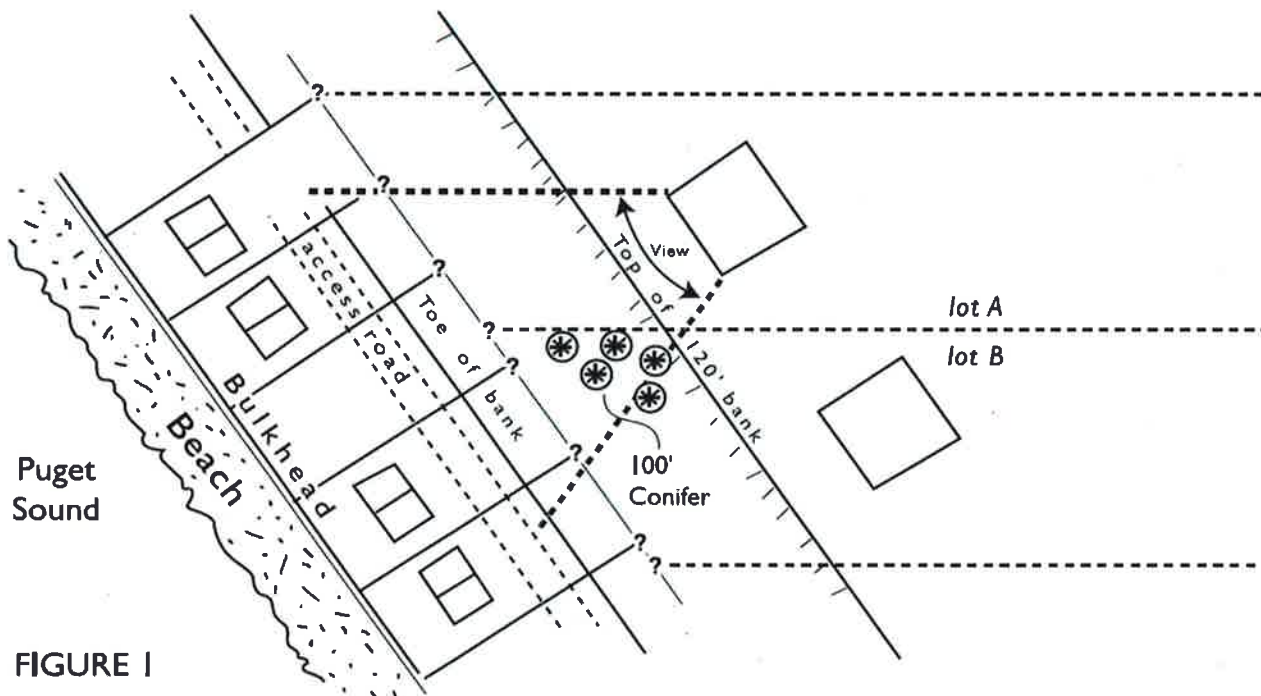 ?
?
?
?
?
?
?
?
View
Top of 120' bank
lot A
lot B
access road
Toe of bank
100'
Conifer
Bulkhead
Beach
Puget
Sound
FIGURE 1